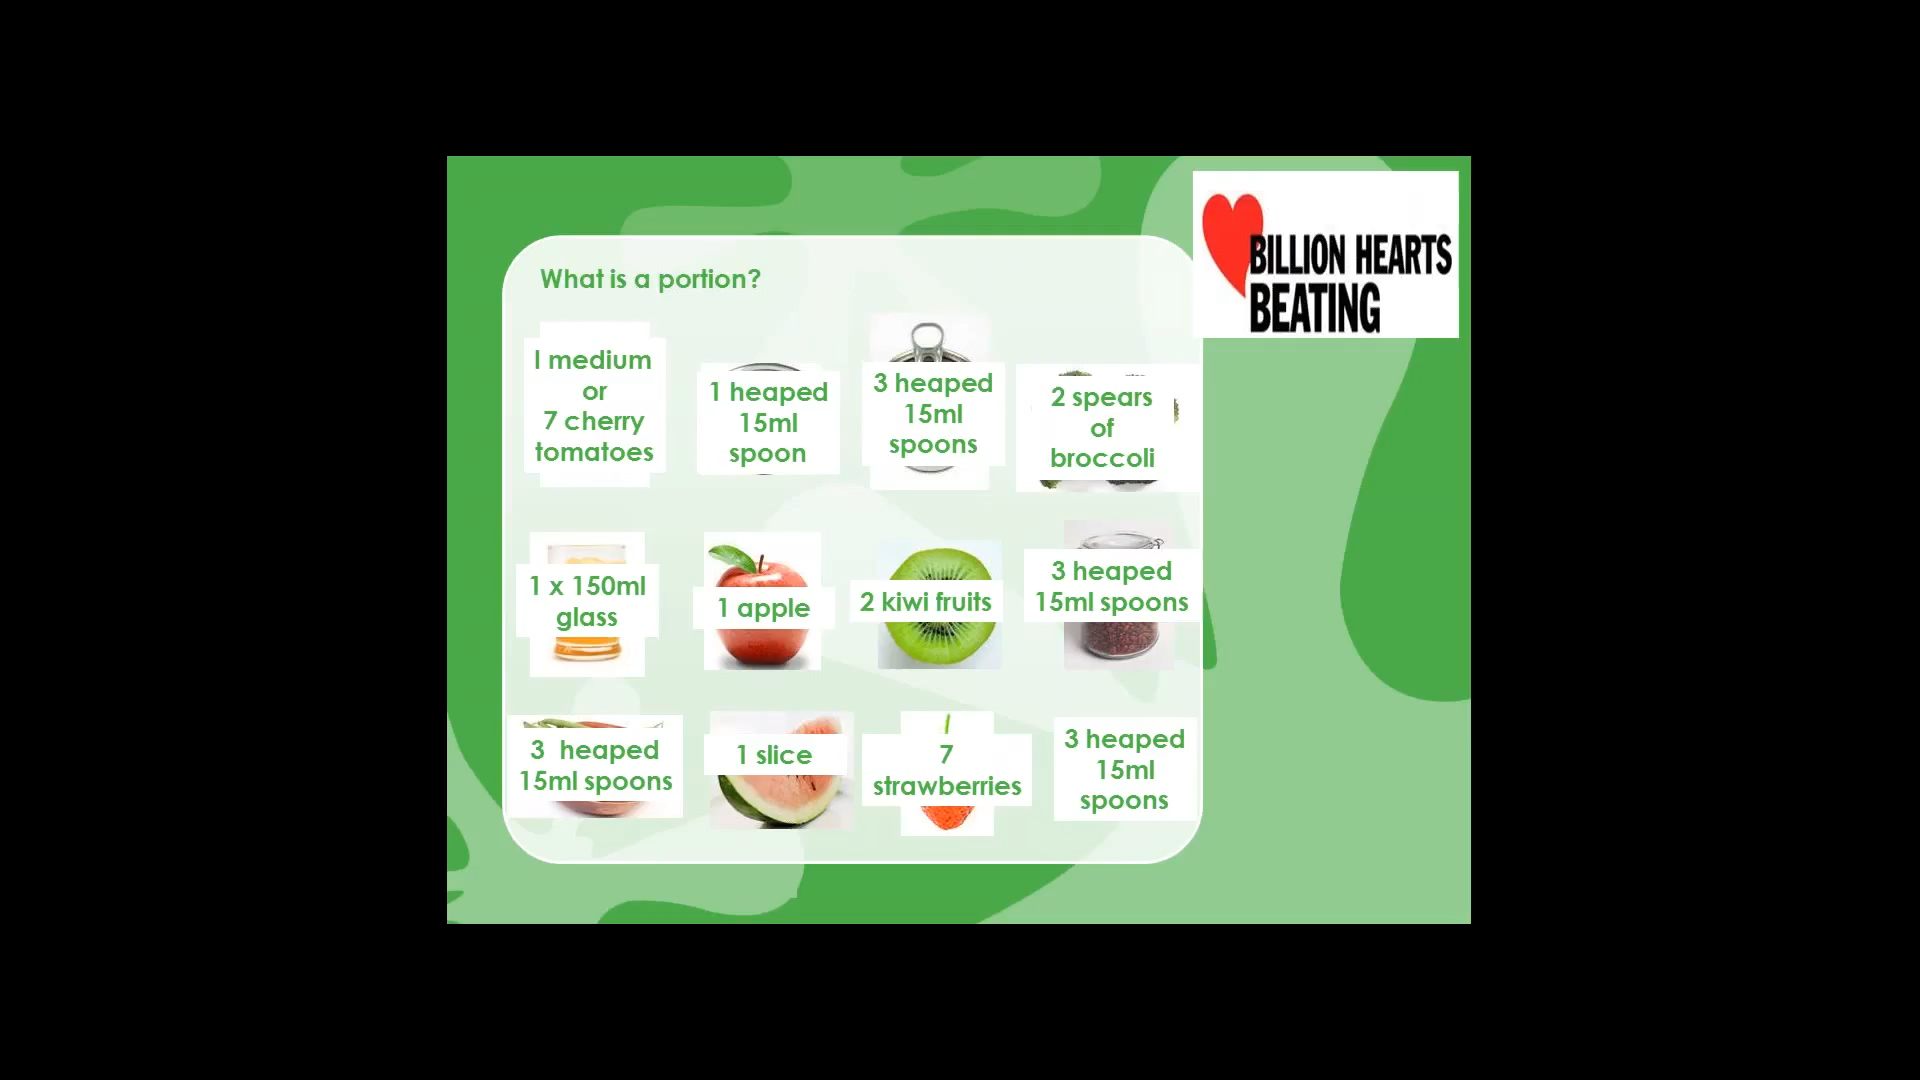 BILLION HEARTS
BEATING
What is a portion?
I medium
or
7 cherry
tomatoes
1 heaped
15ml
spoon
3 heaped
15ml
spoons
2 spears
of
broccoli
1 x 150ml
glass
1 apple
2 kiwi fruits
3 heaped
15ml spoons
3 heaped
15ml spoons
1 slice
7
strawberries
3 heaped
15ml
spoons